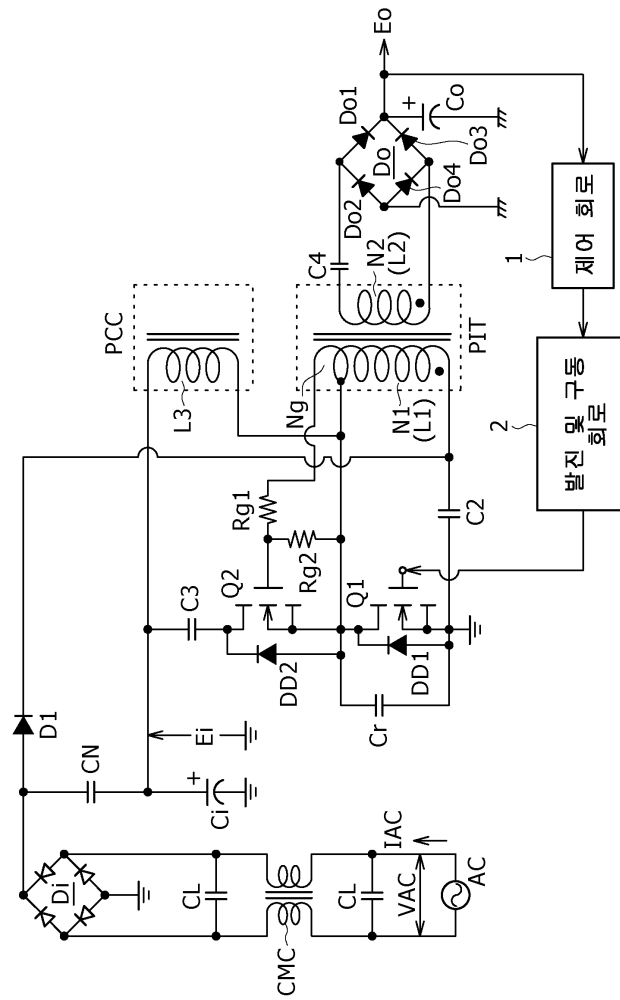 Di
CL
CMC
CL
VAC
IAC
AC
D1
CN
Ei
+
Ci
C3
Q2
DD2
Rg1
Rg2
Q1
DD1
Cr
C2
PCC
L3
Ng
N1
(L1)
PIT
C4
N2
(L2)
Do1
Do2
Do
Do3
Do4
+
Co
Eo
1
제어 회로
2
발진 및 구동
회로